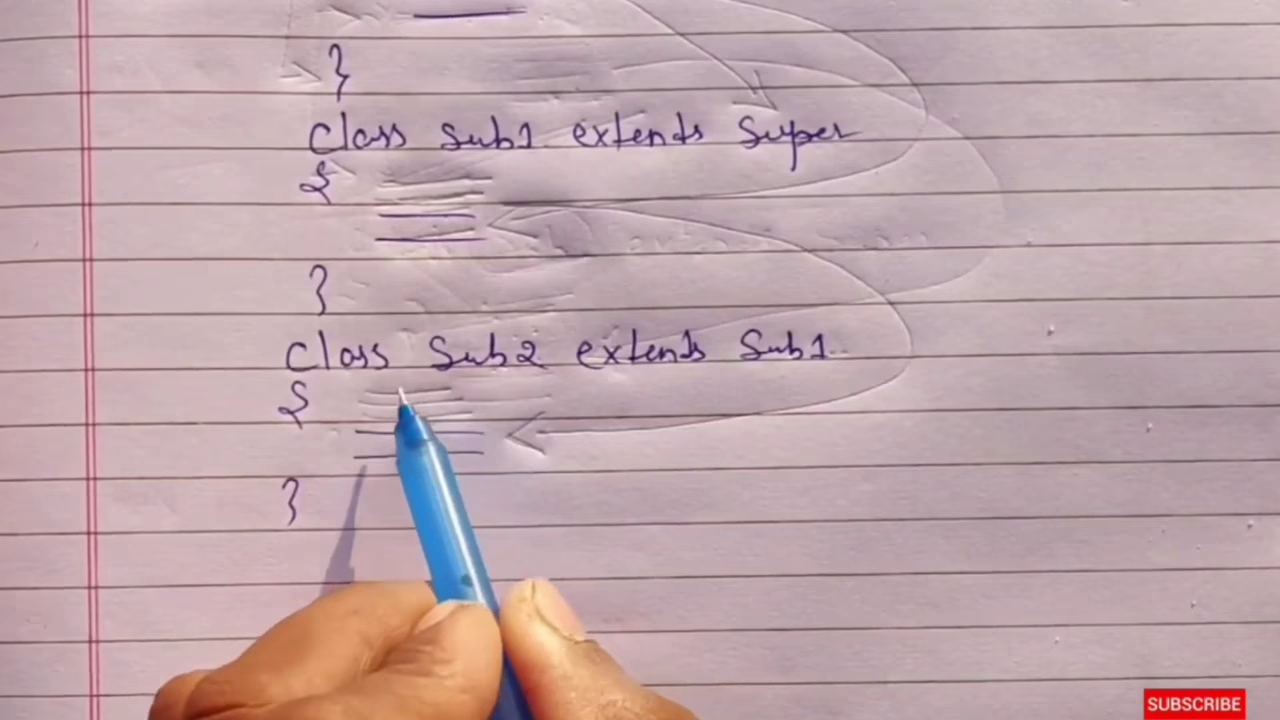 }
Class Sub1 extends Super
{
}
Class Sub2 extends Sub1
{
}
SUBSCRIBE